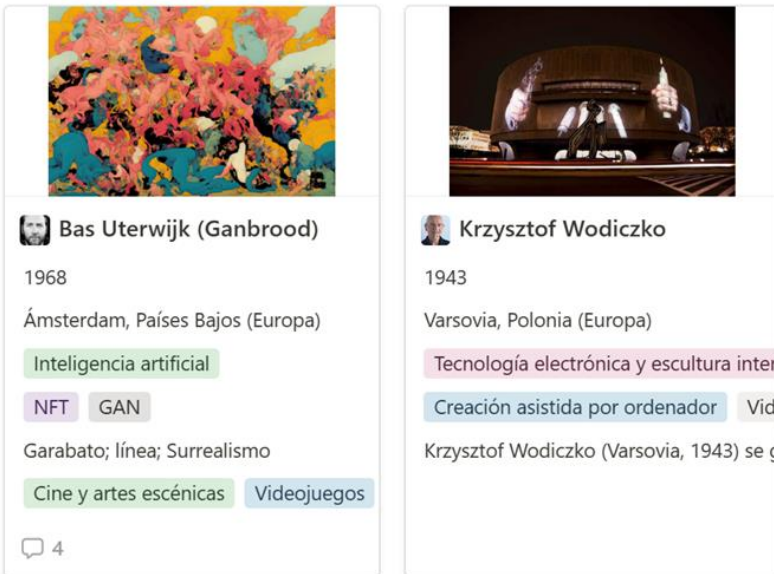 Bas Uterwijk (Ganbrood)
1968
Ámsterdam, Países Bajos (Europa)
Inteligencia artificial
NFT GAN
Garabato; línea; Surrealismo
Cine y artes escénicas Videojuegos
4
Krzysztof Wodiczko
1943
Varsovia, Polonia (Europa)
Tecnología electrónica y escultura inter
Creación asistida por ordenador Vid
Krzysztof Wodiczko (Varsovia, 1943) se g